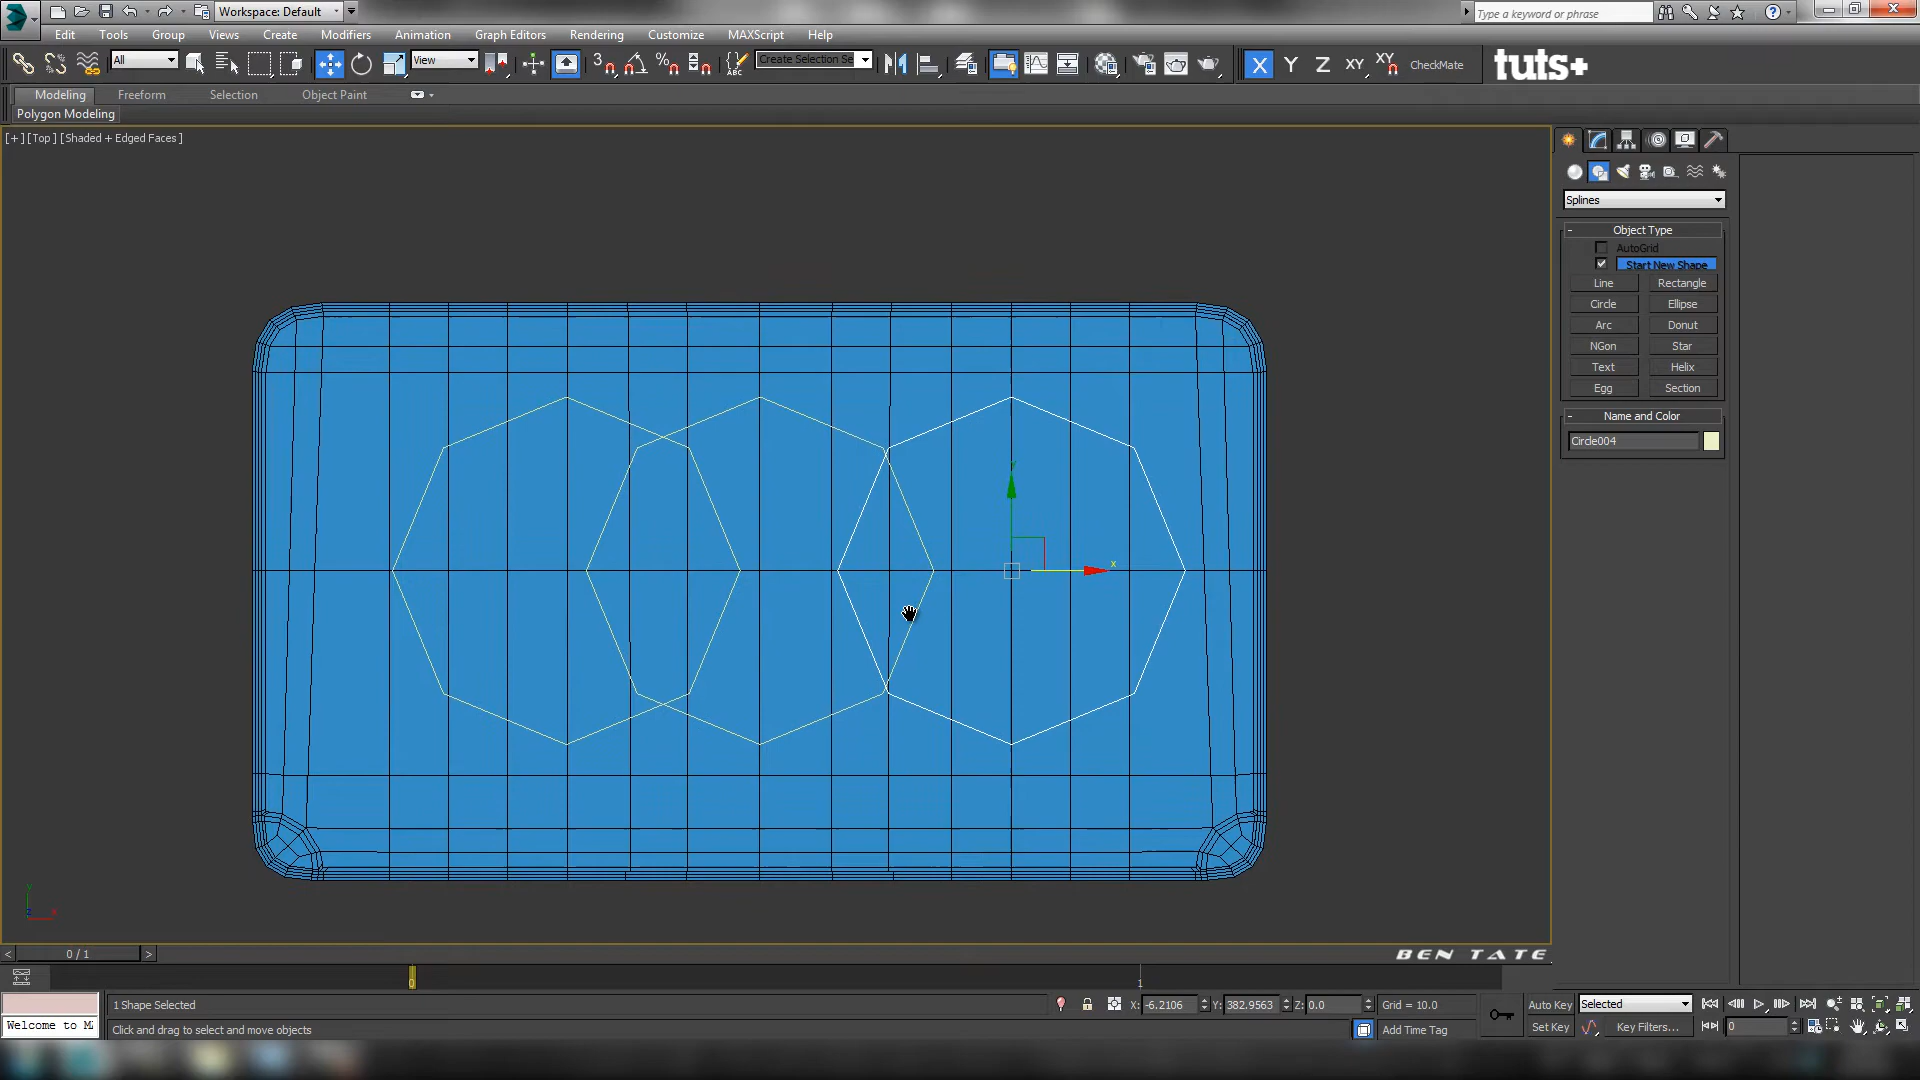 Workspace: Default
Type a keyword or phrase
Edit Tools Group Views Create Modifiers Animation Graph Editors Rendering Customize MAXScript Help
All View Create Selection Se X Y Z XY XY CheckMate tuts+
Modeling Freeform Selection Object Paint
Polygon Modeling
[+] [Top] [Shaded + Edged Faces]
Splines
- Object Type
AutoGrid
Start New Shape
Line Rectangle
Circle Ellipse
Arc Donut
NGon Star
Text Helix
Egg Section
- Name and Color
Circle004
y
x
< 0 / 1 >
BEN TATE
0 1
1 Shape Selected X: -6.2106 Y: 382.9563 Z: 0.0 Grid = 10.0 Auto Key Selected
Welcome to M Click and drag to select and move objects Add Time Tag Set Key Key Filters... 0